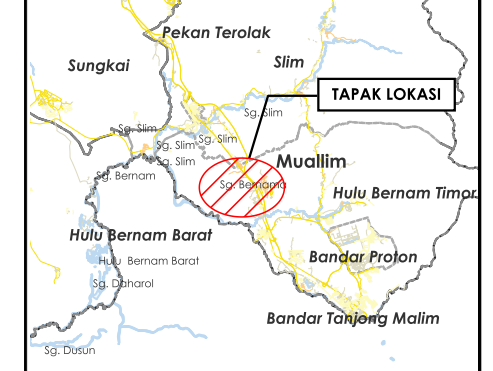 Pekan Terolak
Sungkai
Slim
TAPAK LOKASI
Sg. Slim
Sg. Slim
Sg. Slim
Sg. Slim
Sg. Slim
Muallim
Sg. Bernam
Sg. Bernama
Hulu Bernam Timor
Hulu Bernam Barat
Bandar Proton
Hulu Bernam Barat
Sg. Daharol
Bandar Tanjong Malim
Sg. Dusun